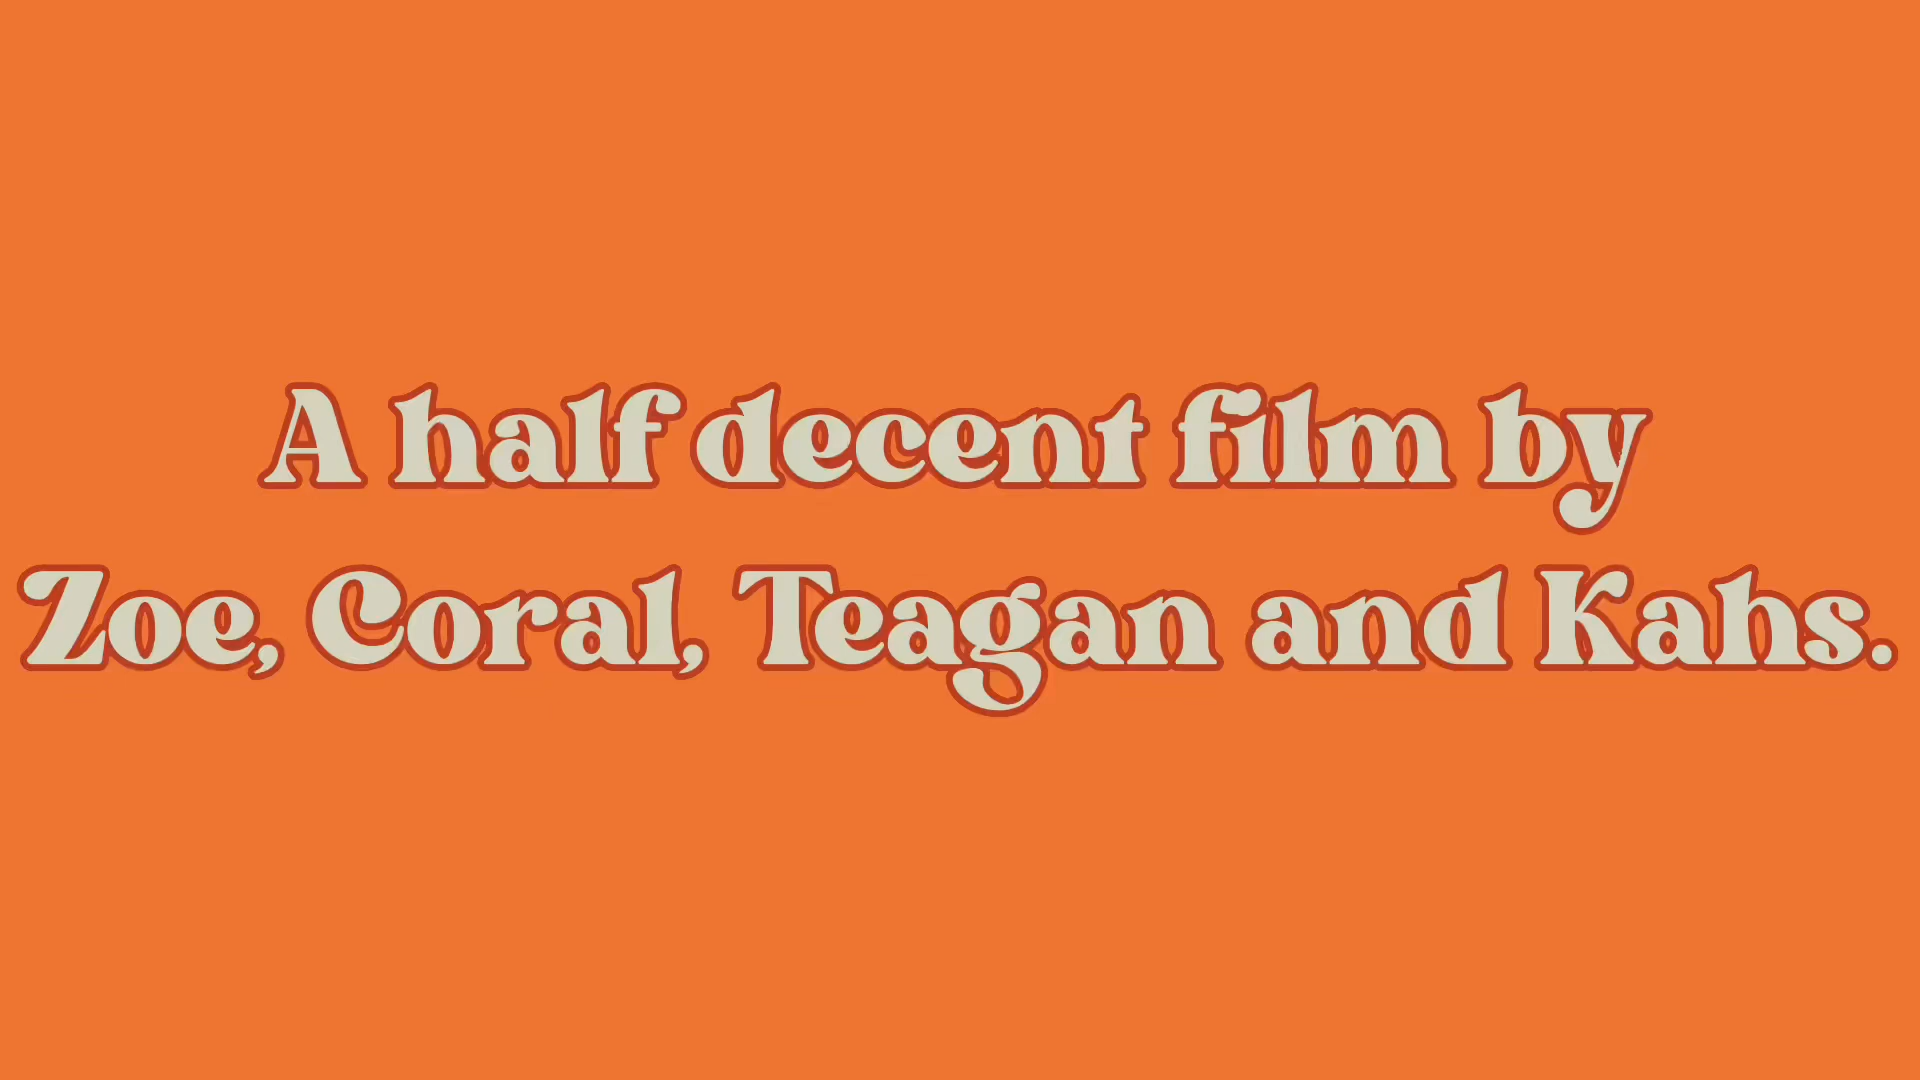 A half decent film by
Zoe, Coral, Teagan and Kahs.